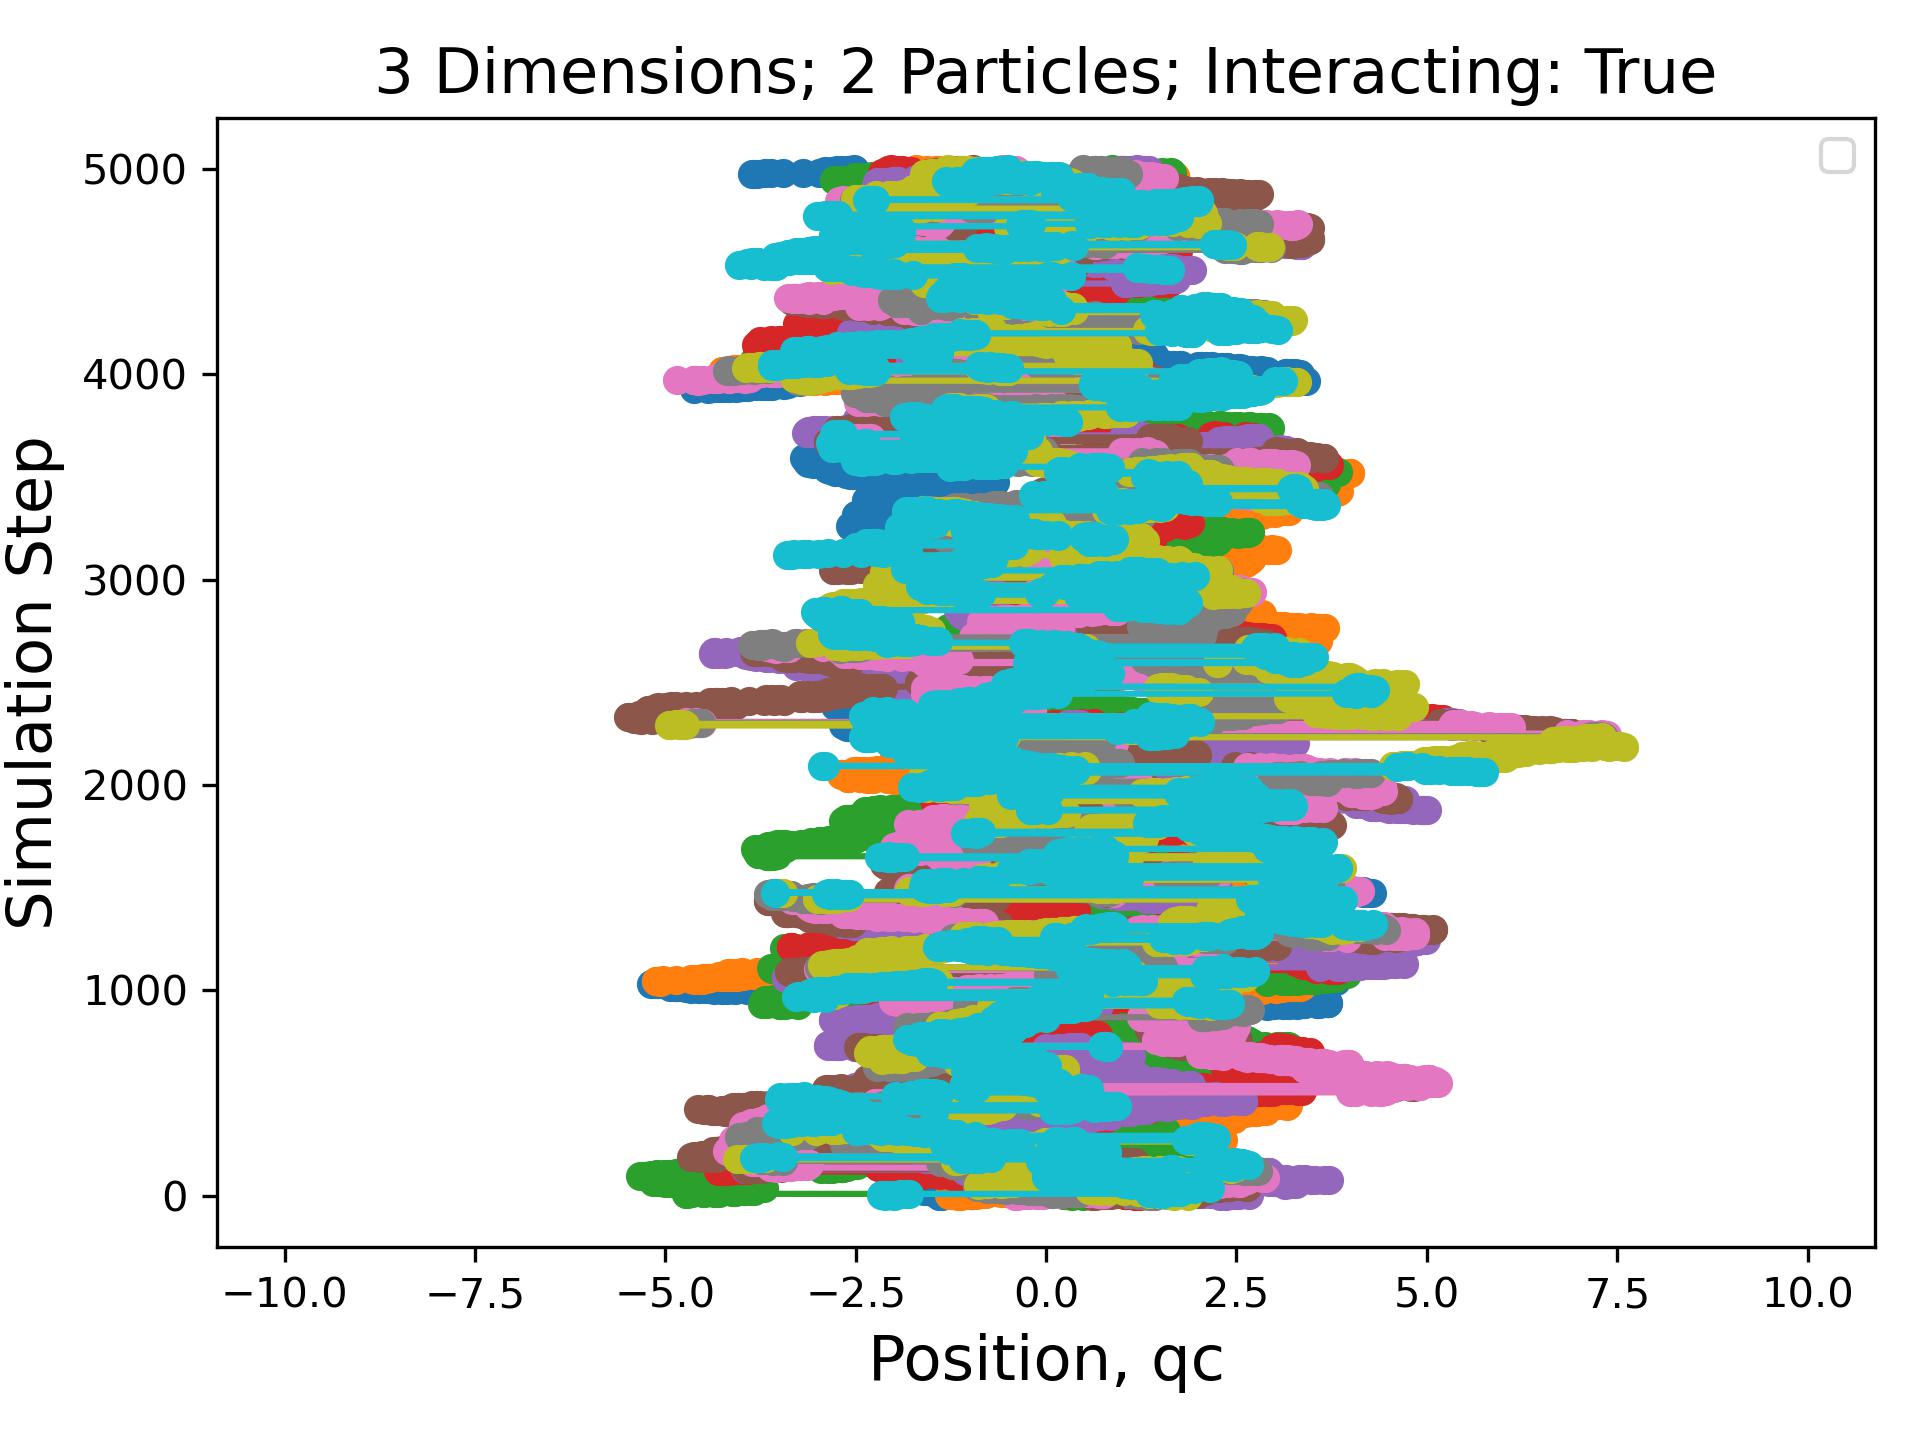 3 Dimensions; 2 Particles; Interacting: True
Simulation Step
5000
4000
3000
2000
1000
0
−10.0 −7.5 −5.0 −2.5 0.0 2.5 5.0 7.5 10.0
Position, qc